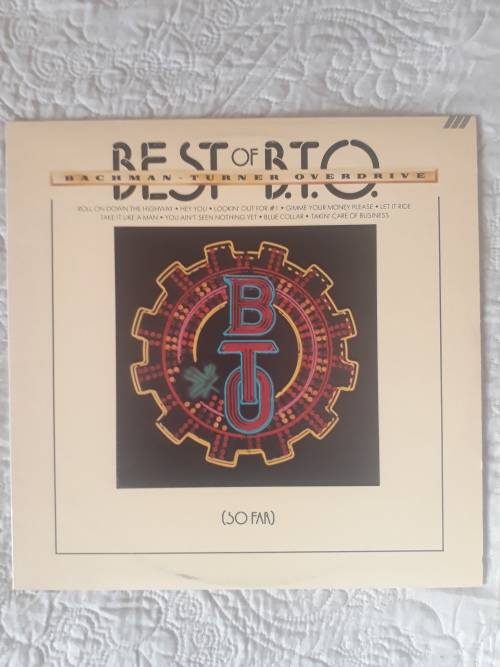 BEST OF B.T.O.
BACHMAN-TURNER OVERDRIVE
ROLL ON DOWN THE HIGHWAY • HEY YOU • LOOKIN' OUT FOR #1 • GIMME YOUR MONEY PLEASE • LET IT RIDE
TAKE IT LIKE A MAN • YOU AIN'T SEEN NOTHING YET • BLUE COLLAR • TAKIN' CARE OF BUSINESS
B
T
O
(SO FAR)